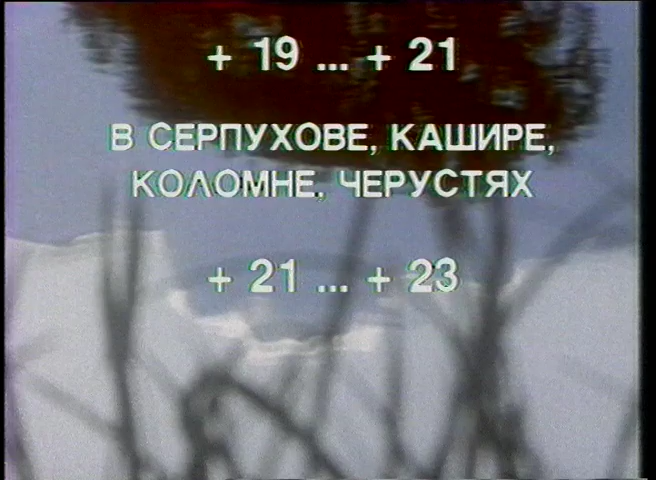 + 19 ... + 21
В СЕРПУХОВЕ, КАШИРЕ,
КОЛОМНЕ, ЧЕРУСТЯХ
+ 21 ... + 23